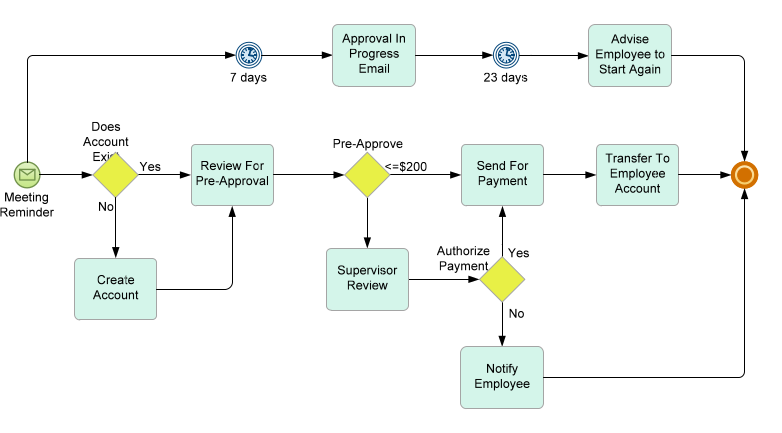 Approval In
Progress
Email
Advise
Employee to
Start Again
7 days
23 days
Does
Account
Exist
Yes
No
Meeting
Reminder
Review For
Pre-Approval
Pre-Approve
<=$200
Send For
Payment
Transfer To
Employee
Account
Create
Account
Supervisor
Review
Authorize
Payment
Yes
No
Notify
Employee